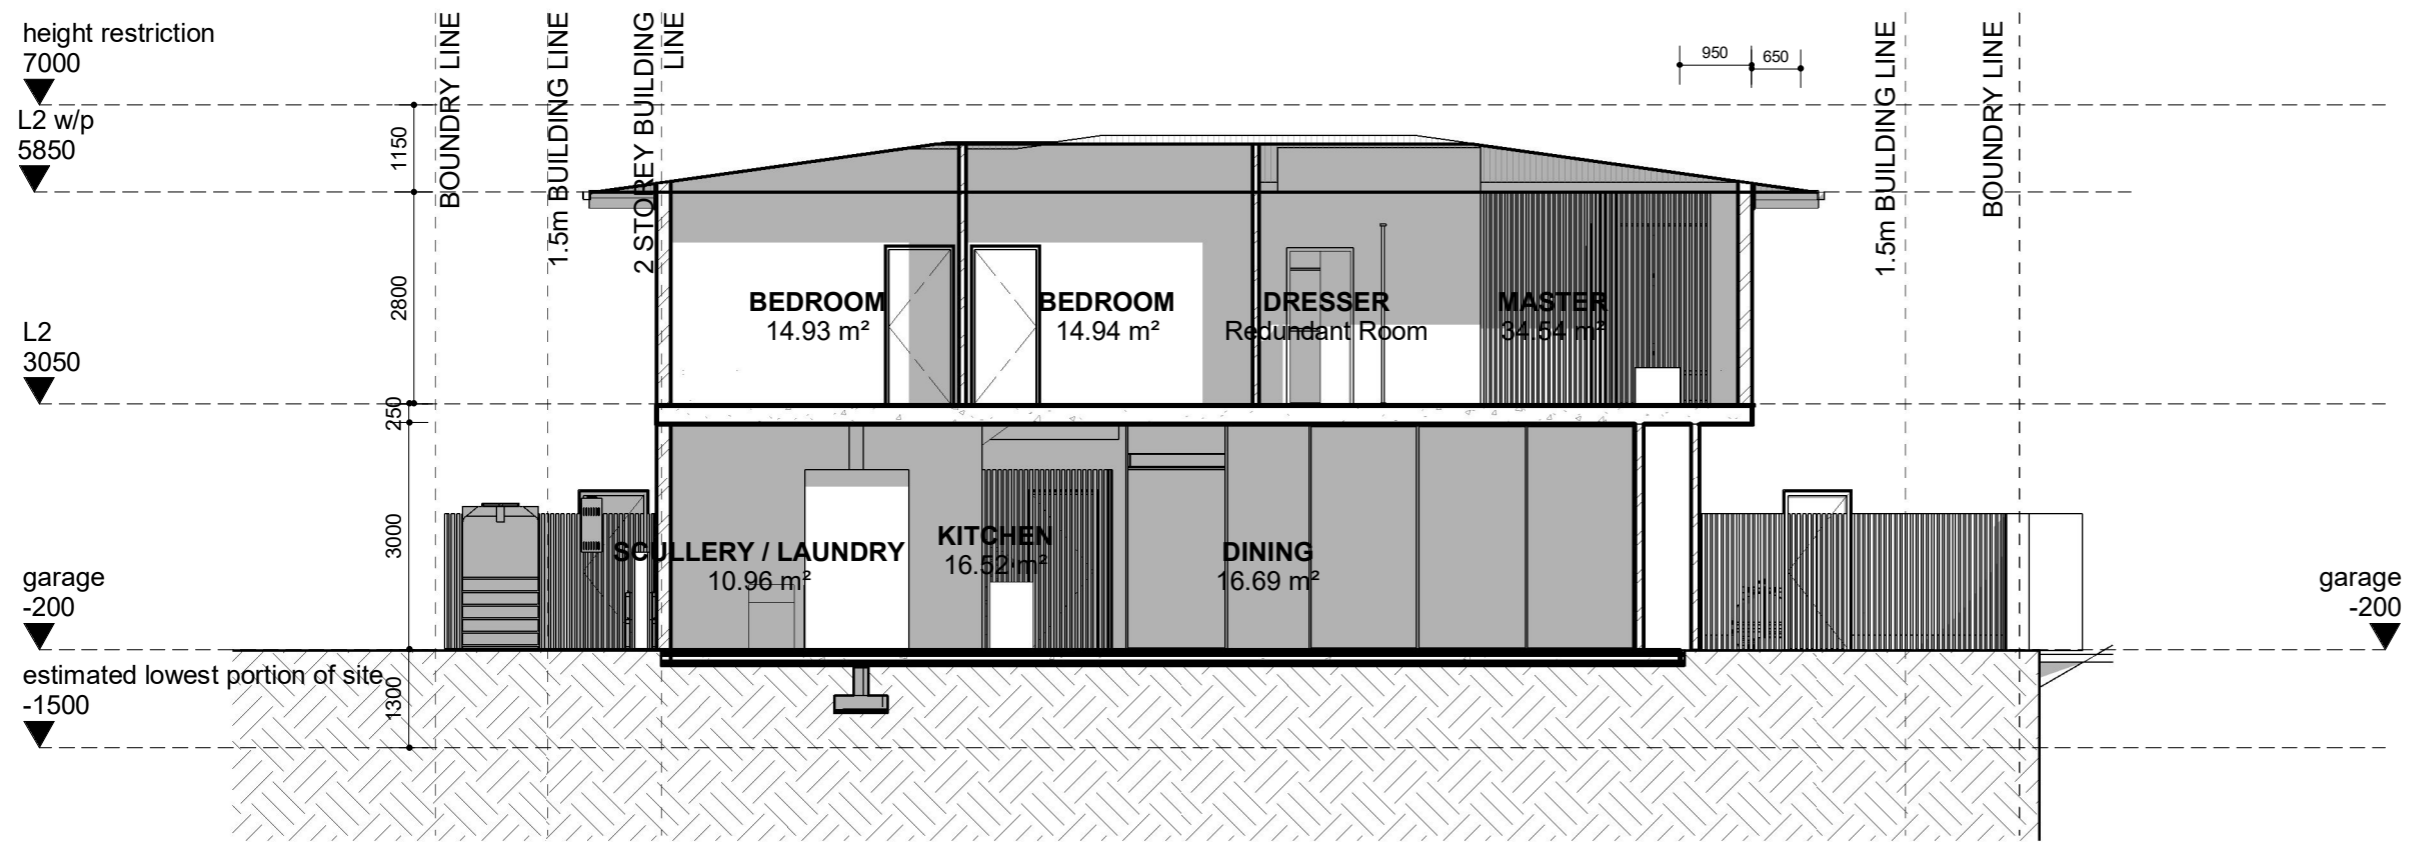 height restriction
7000
L2 w/p
5850
L2
3050
garage
-200
estimated lowest portion of site
-1500
1150
2800
250
3000
1300
BOUNDRY LINE
1.5m BUILDING LINE
2 STOREY BUILDING
LINE
950
650
1.5m BUILDING LINE
BOUNDRY LINE
BEDROOM
14.93 m²
BEDROOM
14.94 m²
DRESSER
Redundant Room
MASTER
34.54 m²
SCULLERY / LAUNDRY
10.96 m²
KITCHEN
16.52 m²
DINING
16.69 m²
garage
-200